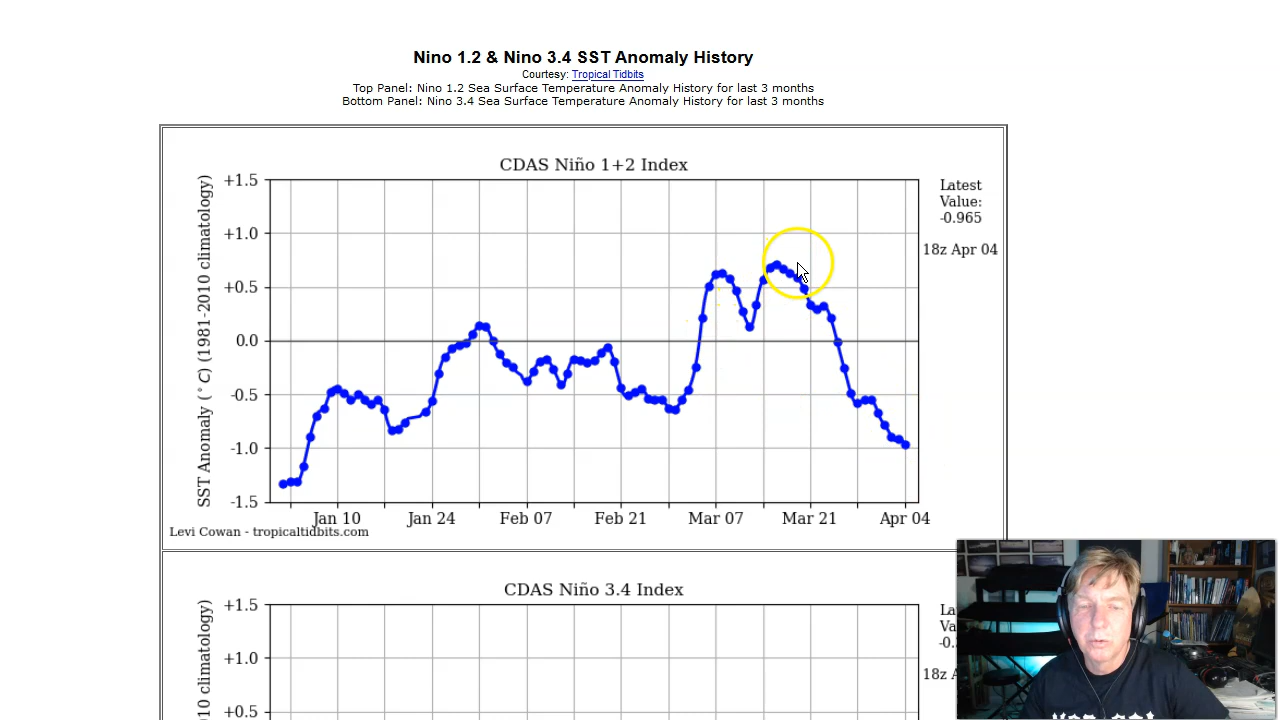 Nino 1.2 & Nino 3.4 SST Anomaly History
Courtesy: Tropical Tidbits
Top Panel: Nino 1.2 Sea Surface Temperature Anomaly History for last 3 months
Bottom Panel: Nino 3.4 Sea Surface Temperature Anomaly History for last 3 months
CDAS Niño 1+2 Index
SST Anomaly (°C) (1981-2010 climatology)
+1.5
+1.0
+0.5
0.0
-0.5
-1.0
-1.5
Jan 10 Jan 24 Feb 07 Feb 21 Mar 07 Mar 21 Apr 04
Latest
Value:
-0.965
18z Apr 04
Levi Cowan - tropicaltidbits.com
CDAS Niño 3.4 Index
10 climatology)
+1.5
+1.0
+0.5
La
Va
-0.
18z A